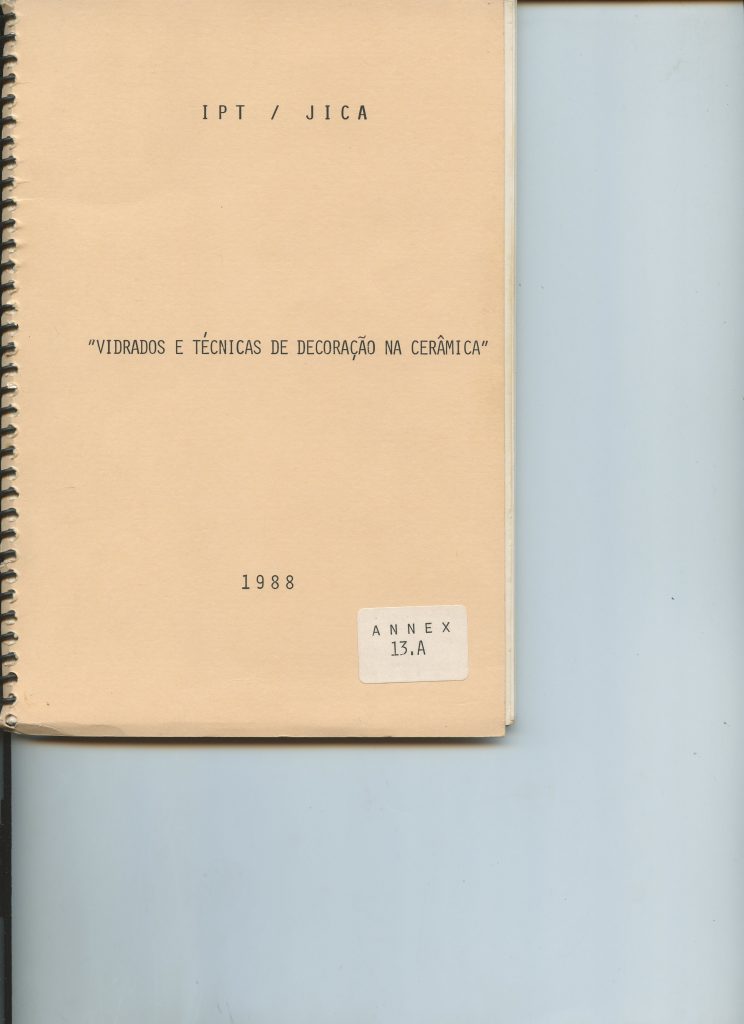 IPT / JICA
"VIDRADOS E TÉCNICAS DE DECORAÇÃO NA CERÂMICA"
1988
ANNEX
13.A